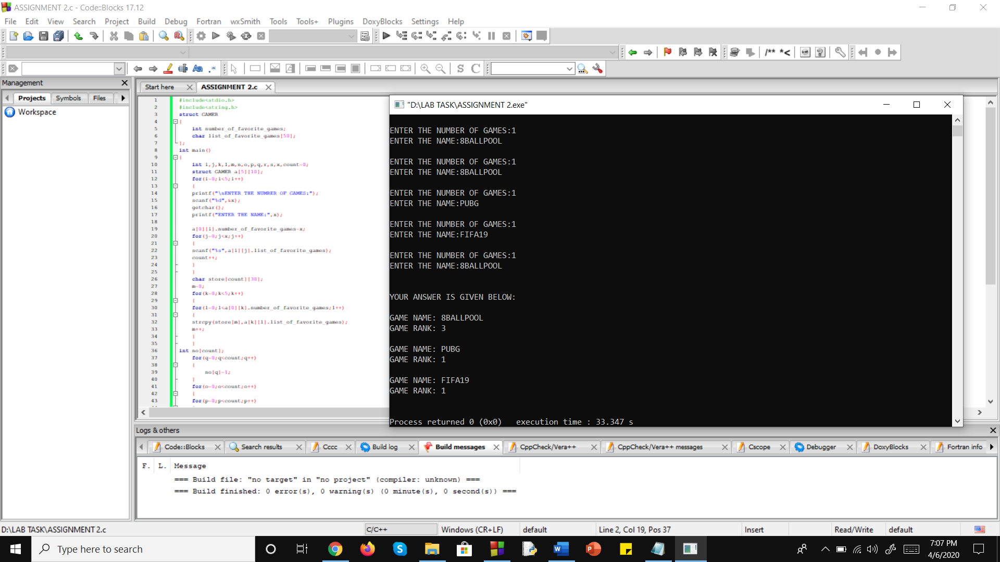 ASSIGNMENT 2.c - Code::Blocks 17.12
File Edit View Search Project Build Debug Fortran wxSmith Tools Tools+ Plugins DoxyBlocks Settings Help
/** *<
Aa .*
S C
Management
Projects Symbols Files
Workspace
Start here ASSIGNMENT 2.c
1 #include<stdio.h>
2 #include<string.h>
3 struct GAMER
4 {
5 int number_of_favorite_games;
6 char list_of_favorite_games[50];
7 };
8 int main()
9 {
10 int i,j,k,l,m,n,o,p,q,r,s,x,count=0;
11 struct GAMER a[5][10];
12 for(i=0;i<5;i++)
13 {
14 printf("\nENTER THE NUMBER OF GAMES:");
15 scanf("%d",&x);
16 getchar();
17 printf("ENTER THE NAME:",x);
18
19 a[0][i].number_of_favorite_games=x;
20 for(j=0;j<x;j++)
21 {
22 scanf("%s",a[i][j].list_of_favorite_games);
23 count++;
24 }
25 }
26 char store[count][30];
27 m=0;
28 for(k=0;k<5;k++)
29 {
30 for(l=0;l<a[0][k].number_of_favorite_games;l++)
31 {
32 strcpy(store[m],a[k][l].list_of_favorite_games);
33 m++;
34 }
35 }
36 int no[count];
37 for(q=0;q<count;q++)
38 {
39 no[q]=1;
40 }
41 for(o=0;o<count;o++)
42 {
43 for(p=0;p<count;p++)
"D:\LAB TASK\ASSIGNMENT 2.exe"
ENTER THE NUMBER OF GAMES:1
ENTER THE NAME:8BALLPOOL
ENTER THE NUMBER OF GAMES:1
ENTER THE NAME:8BALLPOOL
ENTER THE NUMBER OF GAMES:1
ENTER THE NAME:PUBG
ENTER THE NUMBER OF GAMES:1
ENTER THE NAME:FIFA19
ENTER THE NUMBER OF GAMES:1
ENTER THE NAME:8BALLPOOL
YOUR ANSWER IS GIVEN BELOW:
GAME NAME: 8BALLPOOL
GAME RANK: 3
GAME NAME: PUBG
GAME RANK: 1
GAME NAME: FIFA19
GAME RANK: 1
Process returned 0 (0x0) execution time : 33.347 s
Logs & others
Code::Blocks Search results Cccc Build log Build messages CppCheck/Vera++ CppCheck/Vera++ messages Cscope Debugger DoxyBlocks Fortran info
F. L. Message
=== Build file: "no target" in "no project" (compiler: unknown) ===
=== Build finished: 0 error(s), 0 warning(s) (0 minute(s), 0 second(s)) ===
D:\LAB TASK\ASSIGNMENT 2.c C/C++ Windows (CR+LF) default Line 2, Col 19, Pos 37 Insert Read/Write default
Type here to search
7:07 PM
4/6/2020